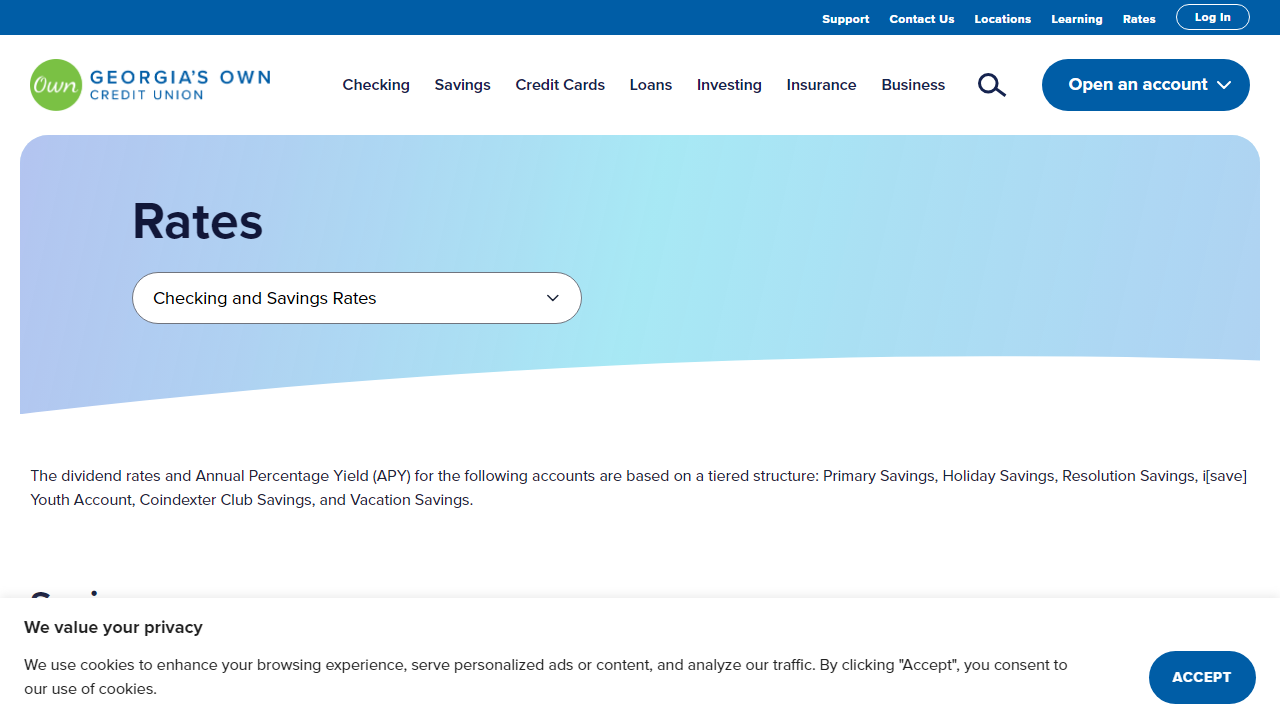 Support Contact Us Locations Learning Rates Log In
Own GEORGIA'S OWN
CREDIT UNION
Checking Savings Credit Cards Loans Investing Insurance Business Open an account
Rates
Checking and Savings Rates
The dividend rates and Annual Percentage Yield (APY) for the following accounts are based on a tiered structure: Primary Savings, Holiday Savings, Resolution Savings, i[save]
Youth Account, Coindexter Club Savings, and Vacation Savings.
We value your privacy
We use cookies to enhance your browsing experience, serve personalized ads or content, and analyze our traffic. By clicking "Accept", you consent to
our use of cookies.
ACCEPT